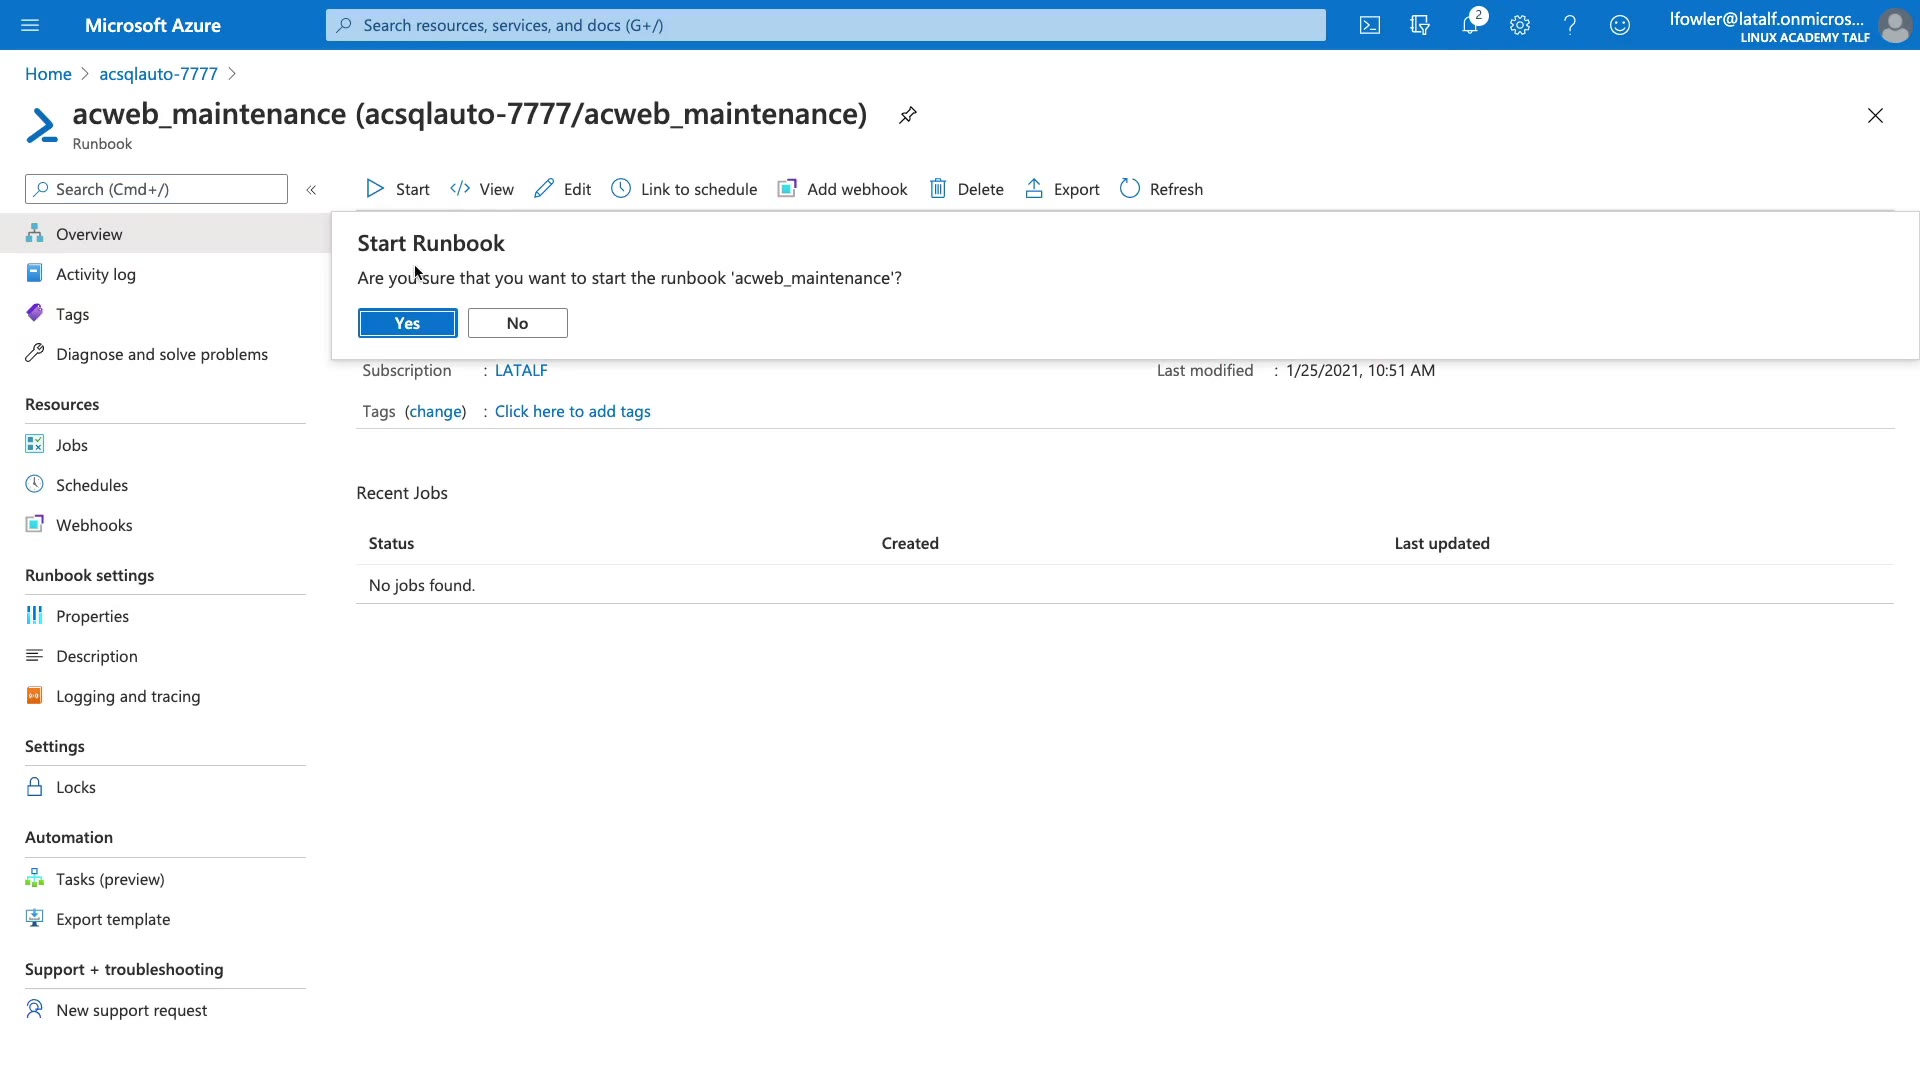 Microsoft Azure
Search resources, services, and docs (G+/)
2
lfowler@latalf.onmicros...
LINUX ACADEMY TALF
Home > acsqlauto-7777 >
acweb_maintenance (acsqlauto-7777/acweb_maintenance)
Runbook
Search (Cmd+/)
«
Start
View
Edit
Link to schedule
Add webhook
Delete
Export
Refresh
Overview
Activity log
Tags
Diagnose and solve problems
Resources
Jobs
Schedules
Webhooks
Runbook settings
Properties
Description
Logging and tracing
Settings
Locks
Automation
Tasks (preview)
Export template
Support + troubleshooting
New support request
Start Runbook
Are you sure that you want to start the runbook 'acweb_maintenance'?
Yes
No
Subscription : LATALF
Last modified : 1/25/2021, 10:51 AM
Tags (change) : Click here to add tags
Recent Jobs
Status Created Last updated
No jobs found.